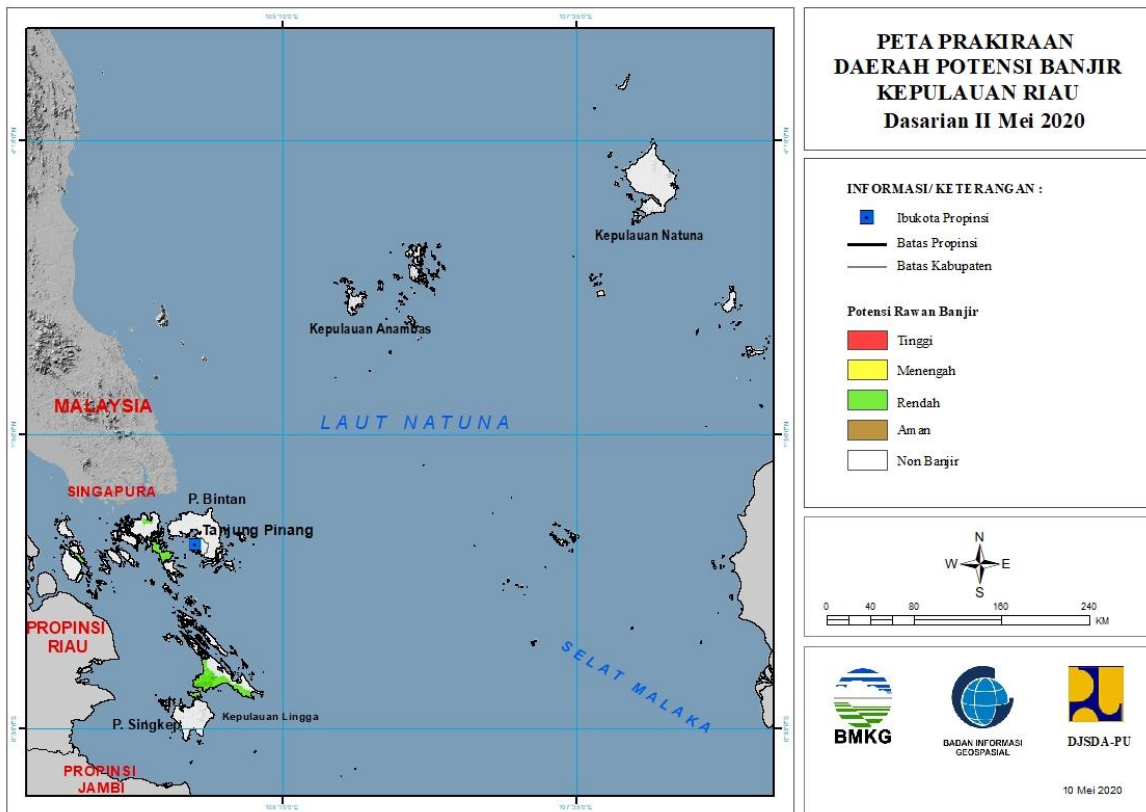 PETA PRAKIRAAN
DAERAH POTENSI BANJIR
KEPULAUAN RIAU
Dasarian II Mei 2020
INFORMASI/ KETERANGAN :
Ibukota Propinsi
Batas Propinsi
Batas Kabupaten
Potensi Rawan Banjir
Tinggi
Menengah
Rendah
Aman
Non Banjir
N
W E
S
0 40 80 160 240
KM
BMKG
BADAN INFORMASI
GEOSPASIAL
DJSDA-PU
10 Mei 2020
Kepulauan Natuna
Kepulauan Anambas
MALAYSIA
LAUT NATUNA
SINGAPURA
P. Bintan
Tanjung Pinang
PROPINSI
RIAU
SELAT MALAKA
Kepulauan Lingga
P. Singkep
PROPINSI
JAMBI